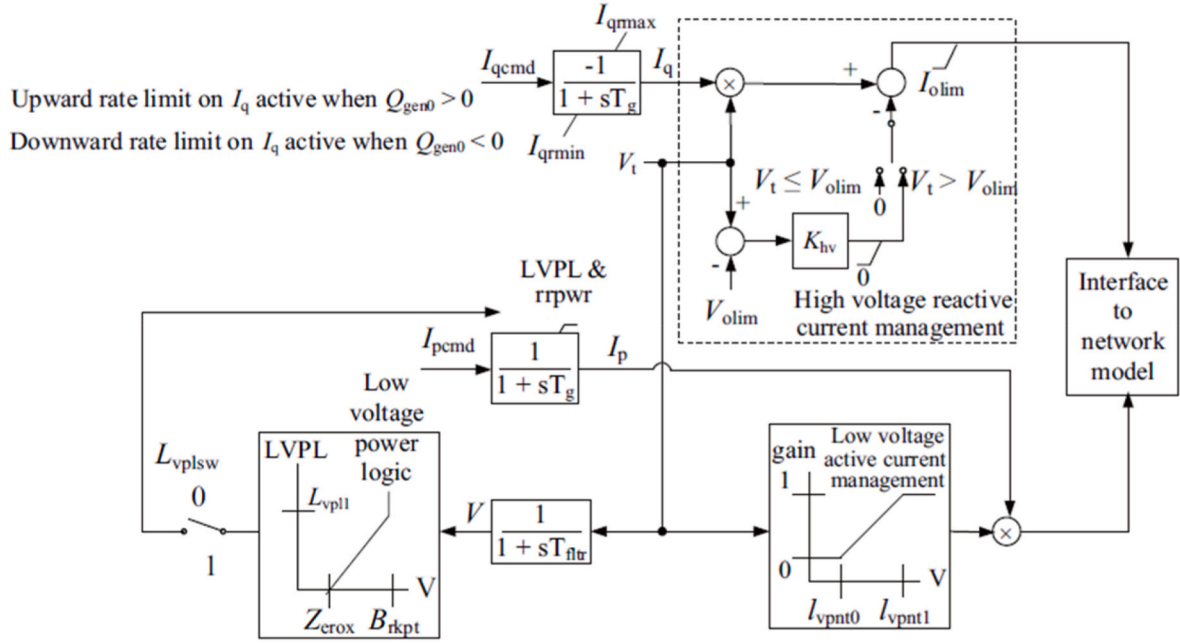 Iqrmax
Iqcmd
-1
1 + sTg
Iq
Iqrmin
Upward rate limit on Iq active when Qgen0 > 0
Downward rate limit on Iq active when Qgen0 < 0
×
+
-
Iolim
Vt
Vt ≤ Volim
0
Vt > Volim
+
-
Khv
0
Volim
High voltage reactive
current management
Interface
to
network
model
LVPL &
rrpwr
Ipcmd
1
1 + sTg
Ip
Low
voltage
power
logic
LVPL
Lvpl1
V
Zerox
Brkpt
Lvplsw
0
1
V
1
1 + sTfltr
Low voltage
active current
management
gain
1
0
V
lvpnt0
lvpnt1
×